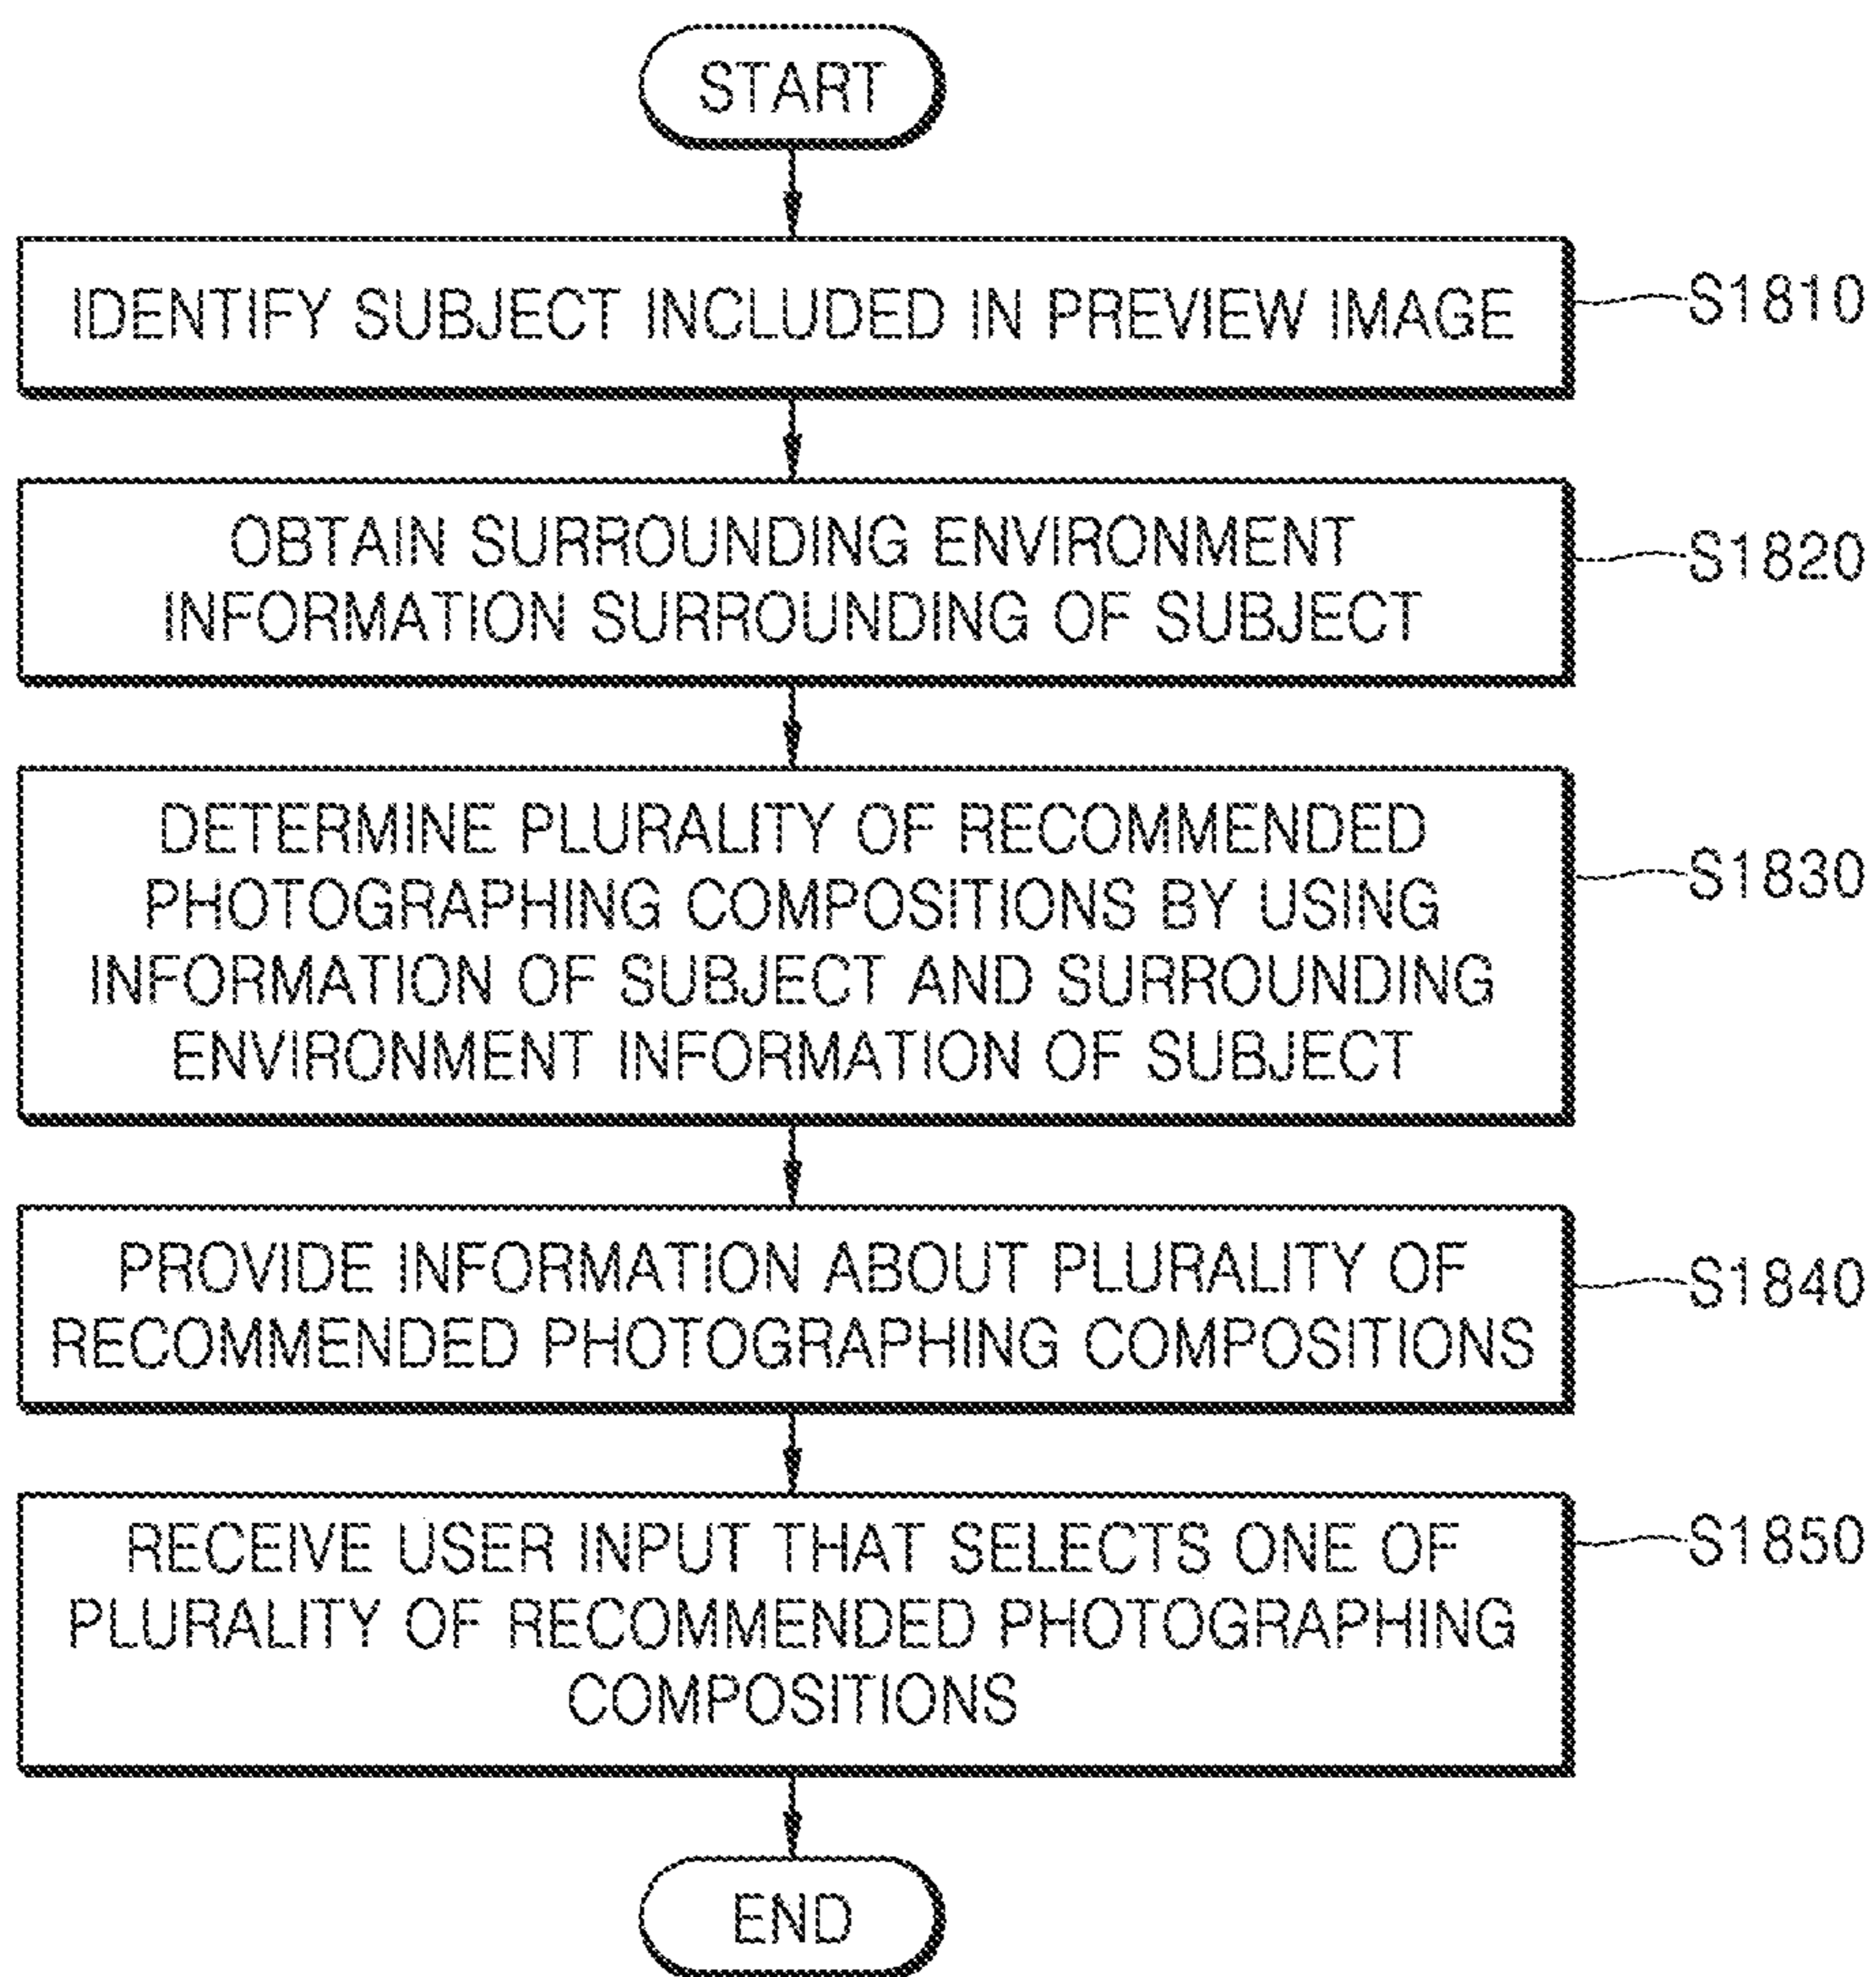 START
IDENTIFY SUBJECT INCLUDED IN PREVIEW IMAGE
S1810
OBTAIN SURROUNDING ENVIRONMENT
INFORMATION SURROUNDING OF SUBJECT
S1820
DETERMINE PLURALITY OF RECOMMENDED
PHOTOGRAPHING COMPOSITIONS BY USING
INFORMATION OF SUBJECT AND SURROUNDING
ENVIRONMENT INFORMATION OF SUBJECT
S1830
PROVIDE INFORMATION ABOUT PLURALITY OF
RECOMMENDED PHOTOGRAPHING COMPOSITIONS
S1840
RECEIVE USER INPUT THAT SELECTS ONE OF
PLURALITY OF RECOMMENDED PHOTOGRAPHING
COMPOSITIONS
S1850
END